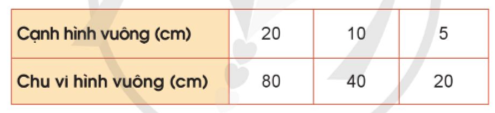 Cạnh hình vuông (cm) 20 10 5
Chu vi hình vuông (cm) 80 40 20